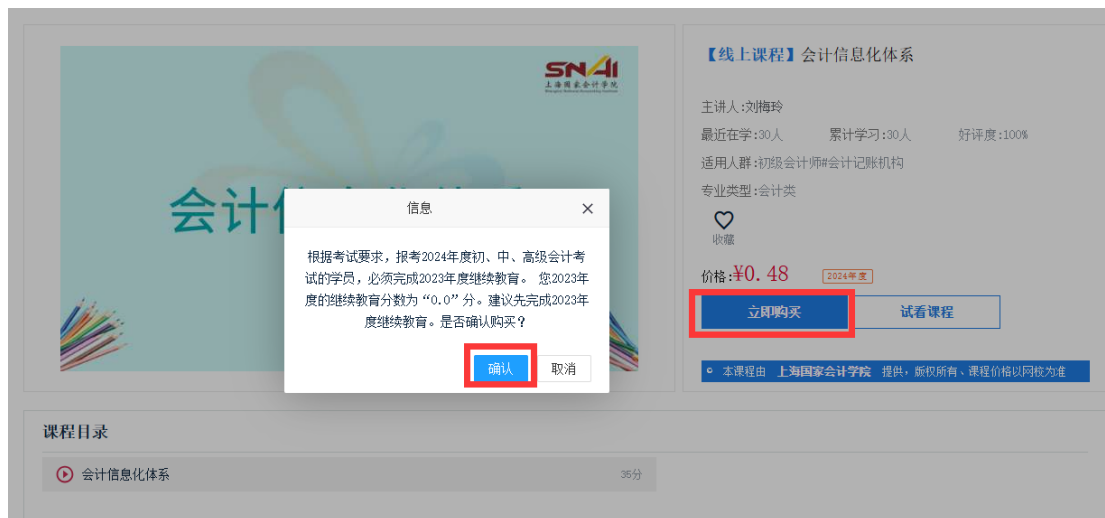 SNAI
上海国家会计学院
会计
信息
根据考试要求，报考2024年度初、中、高级会计考
试的学员，必须完成2023年度继续教育。 您2023年
度的继续教育分数为“0.0”分。建议先完成2023年
度继续教育。是否确认购买？
确认
取消
【线上课程】会计信息化体系
主讲人:刘梅玲
最近在学:30人 累计学习:30人 好评度:100%
适用人群:初级会计师#会计记账机构
专业类型:会计类
收藏
价格:¥0.48 2024年度
立即购买
试看课程
本课程由 上海国家会计学院 提供，版权所有、课程价格以网校为准
课程目录
会计信息化体系 35分